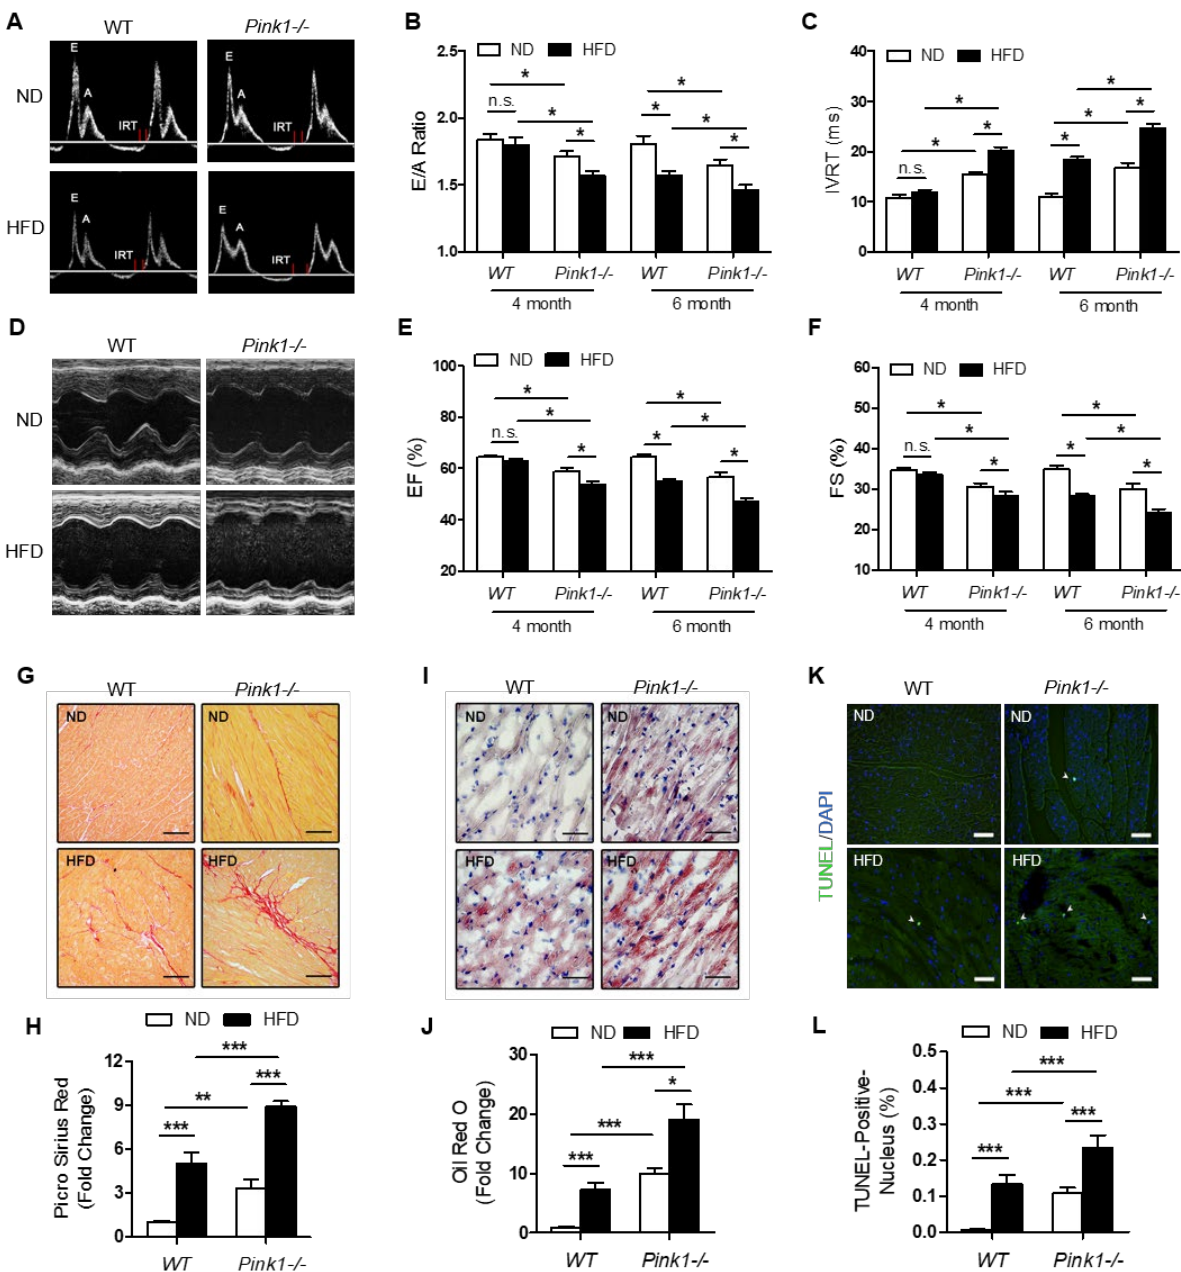 A
WT
Pink1-/-
ND
HFD
E
A
IRT
E
A
IRT
E
A
IRT
E
A
IRT
B
ND HFD
E/A Ratio
2.5
2.0
1.5
1.0
*
n.s.
*
*
*
*
*
*
WT Pink1-/- WT Pink1-/-
4 month 6 month
C
ND HFD
IVRT (ms)
40
30
20
10
0
*
*
*
n.s.
*
*
*
*
WT Pink1-/- WT Pink1-/-
4 month 6 month
D
WT
Pink1-/-
ND
HFD
E
ND HFD
EF (%)
100
80
60
40
20
*
*
n.s.
*
*
*
*
*
WT Pink1-/- WT Pink1-/-
4 month 6 month
F
ND HFD
FS (%)
60
50
40
30
20
10
*
*
n.s.
*
*
*
*
*
WT Pink1-/- WT Pink1-/-
4 month 6 month
G
WT
Pink1-/-
ND
ND
HFD
HFD
I
WT
Pink1-/-
ND
ND
HFD
HFD
K
WT
Pink1-/-
TUNEL/DAPI
ND
ND
HFD
HFD
H
ND HFD
Picro Sirius Red
(Fold Change)
12
9
6
3
0
***
***
**
***
WT Pink1-/-
J
ND HFD
Oil Red O
(Fold Change)
30
20
10
0
***
*
***
***
WT Pink1-/-
L
ND HFD
TUNEL-Positive-
Nucleus (%)
0.5
0.4
0.3
0.2
0.1
0.0
***
***
***
***
WT Pink1-/-